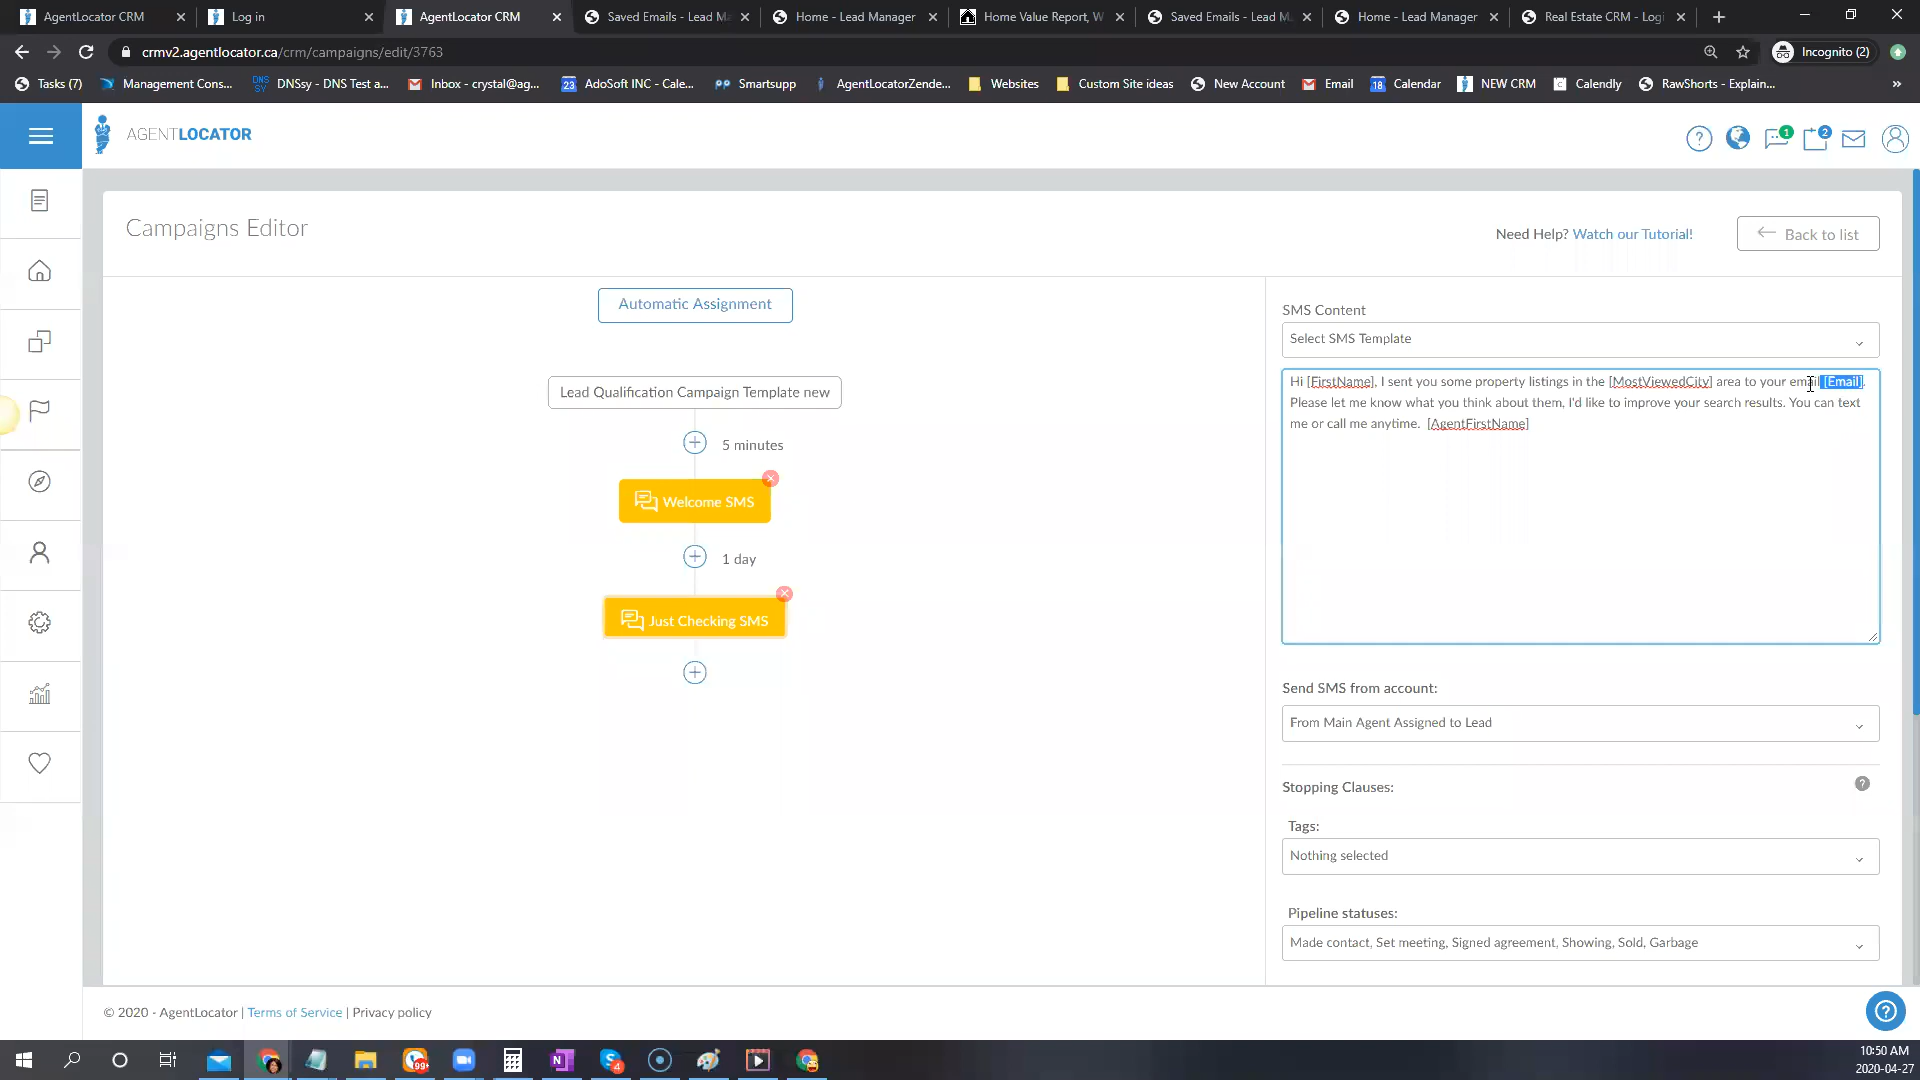 AgentLocator CRM
Log in
AgentLocator CRM
Saved Emails - Lead M
Home - Lead Manager
Home Value Report, W
Saved Emails - Lead M
Home - Lead Manager
Real Estate CRM - Logi
crmv2.agentlocator.ca/crm/campaigns/edit/3763
Incognito (2)
Tasks (7)
Management Cons...
DNS SY
DNSsy - DNS Test a...
Inbox - crystal@ag...
23
AdoSoft INC - Cale...
Smartsupp
AgentLocatorZende...
Websites
Custom Site ideas
New Account
Email
18
Calendar
NEW CRM
Calendly
RawShorts - Explain...
»
AGENTLOCATOR
?
1
2
Campaigns Editor
Need Help? Watch our Tutorial!
Back to list
Automatic Assignment
Lead Qualification Campaign Template new
5 minutes
Welcome SMS
1 day
Just Checking SMS
SMS Content
Select SMS Template
Hi [FirstName], I sent you some property listings in the [MostViewedCity] area to your email [Email].
Please let me know what you think about them, I'd like to improve your search results. You can text
me or call me anytime.  [AgentFirstName]
Send SMS from account:
From Main Agent Assigned to Lead
Stopping Clauses:
?
Tags:
Nothing selected
Pipeline statuses:
Made contact, Set meeting, Signed agreement, Showing, Sold, Garbage
© 2020 - AgentLocator | Terms of Service | Privacy policy
?
99+
4
10:50 AM
2020-04-27